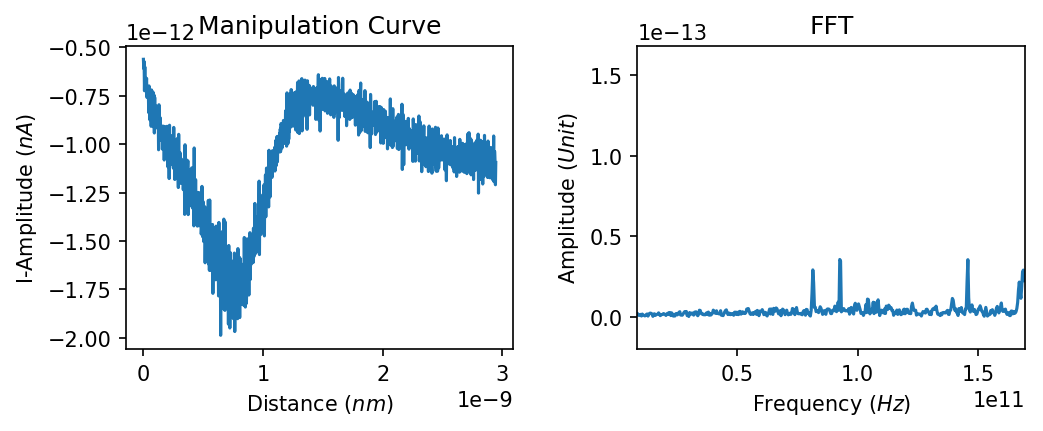 Manipulation Curve
1e−12
−0.50
−0.75
−1.00
−1.25
−1.50
−1.75
−2.00
I-Amplitude (nA)
0
1
2
3
1e−9
Distance (nm)
FFT
1e−13
1.5
1.0
0.5
0.0
Amplitude (Unit)
0.5
1.0
1.5
1e11
Frequency (Hz)